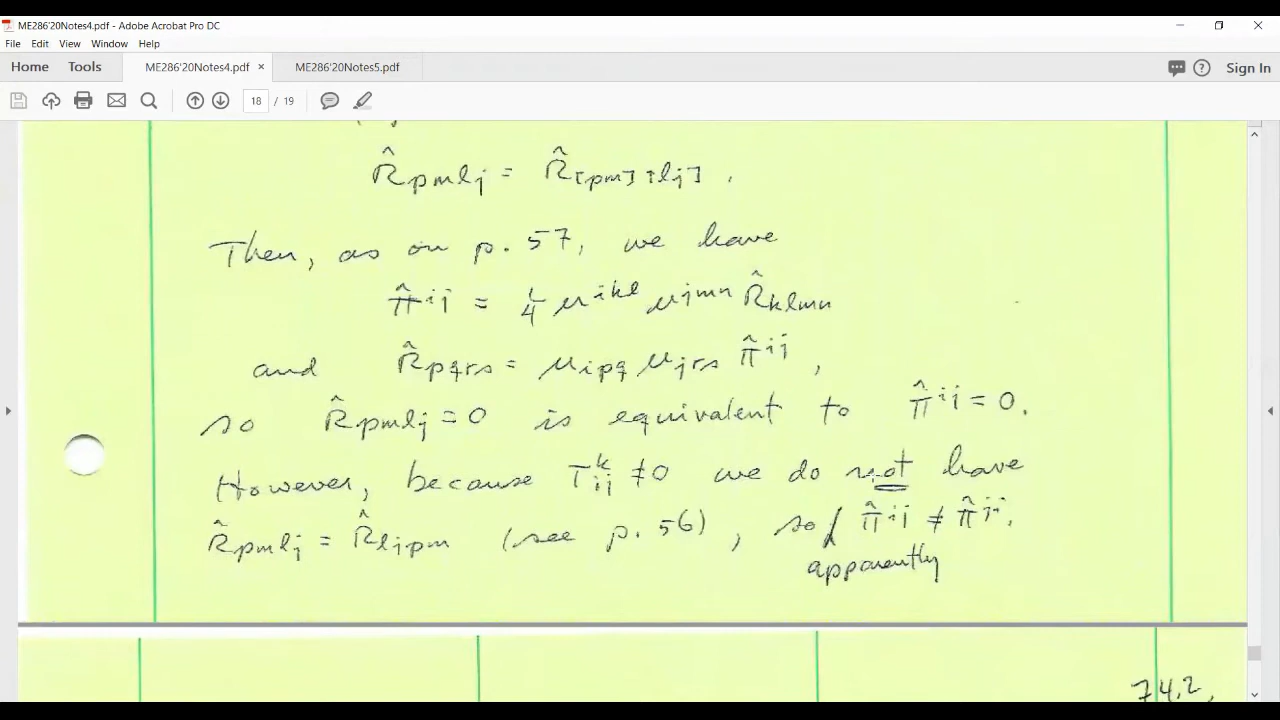 ME286'20Notes4.pdf - Adobe Acrobat Pro DC
File Edit View Window Help
Home Tools ME286'20Notes4.pdf × ME286'20Notes5.pdf Sign In
18 / 19
R̂pmlj = R̂[pm][lj] .
Then, as on p. 57, we have
π̂^ij = 1/4 μ^ikl μ^jmn R̂klmn
and R̂pqrs = μipq μjrs π̂^ij ,
so R̂pmlj = 0 is equivalent to π̂^ij = 0.
However, because T^k_ij ≠ 0 we do not have
R̂pmlj = R̂ljpm (see p. 56) , so / π̂^ij ≠ π̂^ji.
apparently
74.2,